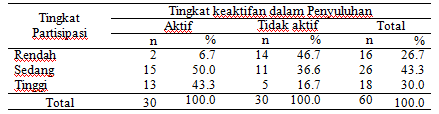 Tingkat Partisipasi Tingkat keaktifan dalam Penyuluhan
Aktif Tidak aktif Total
n % n % n %
Rendah 2 6.7 14 46.7 16 26.7
Sedang 15 50.0 11 36.6 26 43.3
Tinggi 13 43.3 5 16.7 18 30.0
Total 30 100.0 30 100.0 60 100.0